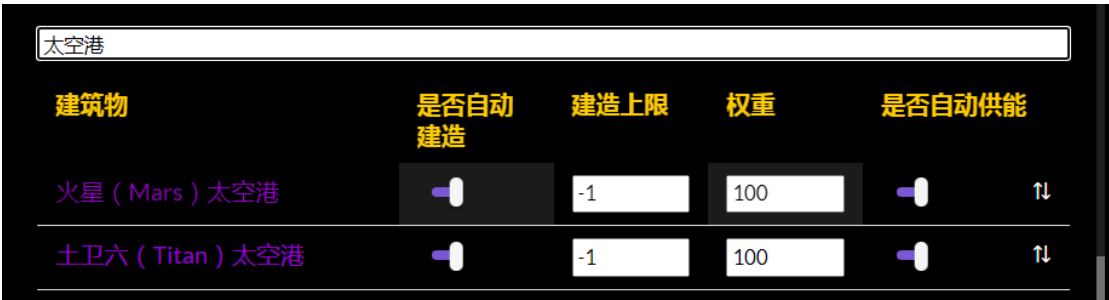 太空港
建筑物 是否自动建造 建造上限 权重 是否自动供能
火星（Mars）太空港 -1 100
土卫六（Titan）太空港 -1 100